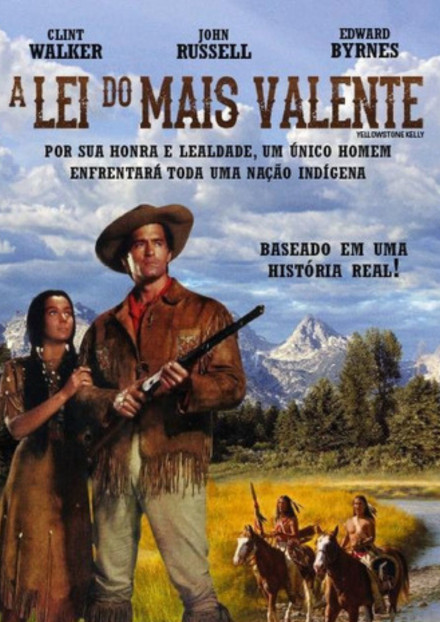 CLINT WALKER
JOHN RUSSELL
EDWARD BYRNES
A LEI DO MAIS VALENTE
YELLOWSTONE KELLY
POR SUA HONRA E LEALDADE, UM ÚNICO HOMEM
ENFRENTARÁ TODA UMA NAÇÃO INDÍGENA
BASEADO EM UMA
HISTÓRIA REAL!